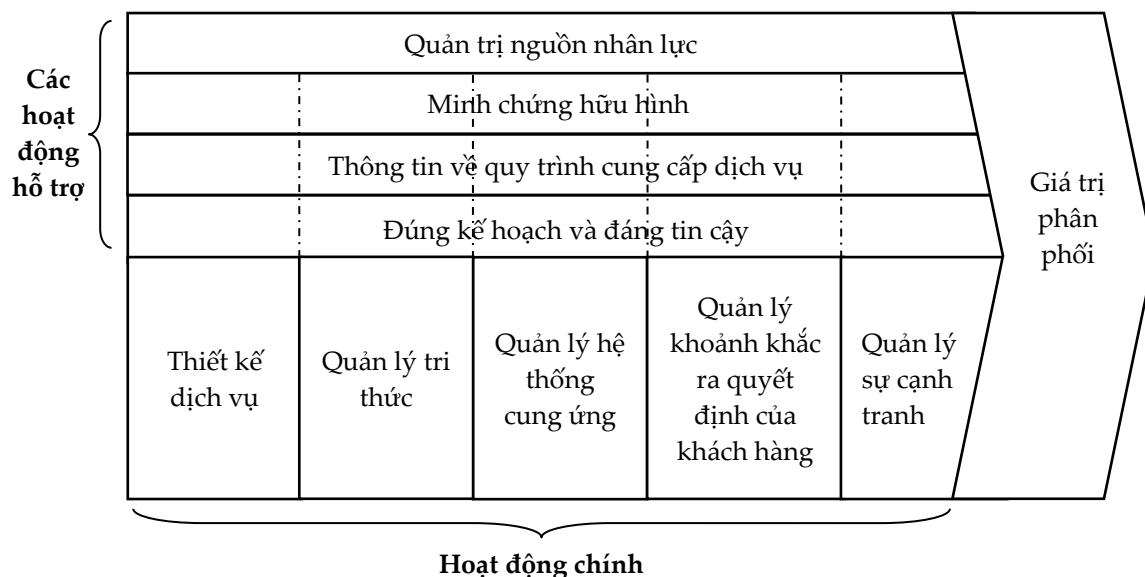 Các
hoạt
động
hỗ trợ
Quản trị nguồn nhân lực
Minh chứng hữu hình
Thông tin về quy trình cung cấp dịch vụ
Đúng kế hoạch và đáng tin cậy
Thiết kế
dịch vụ
Quản lý tri
thức
Quản lý hệ
thống
cung ứng
Quản lý
khoảnh khắc
ra quyết
định của
khách hàng
Quản lý
sự cạnh
tranh
Giá trị
phân
phối
Hoạt động chính